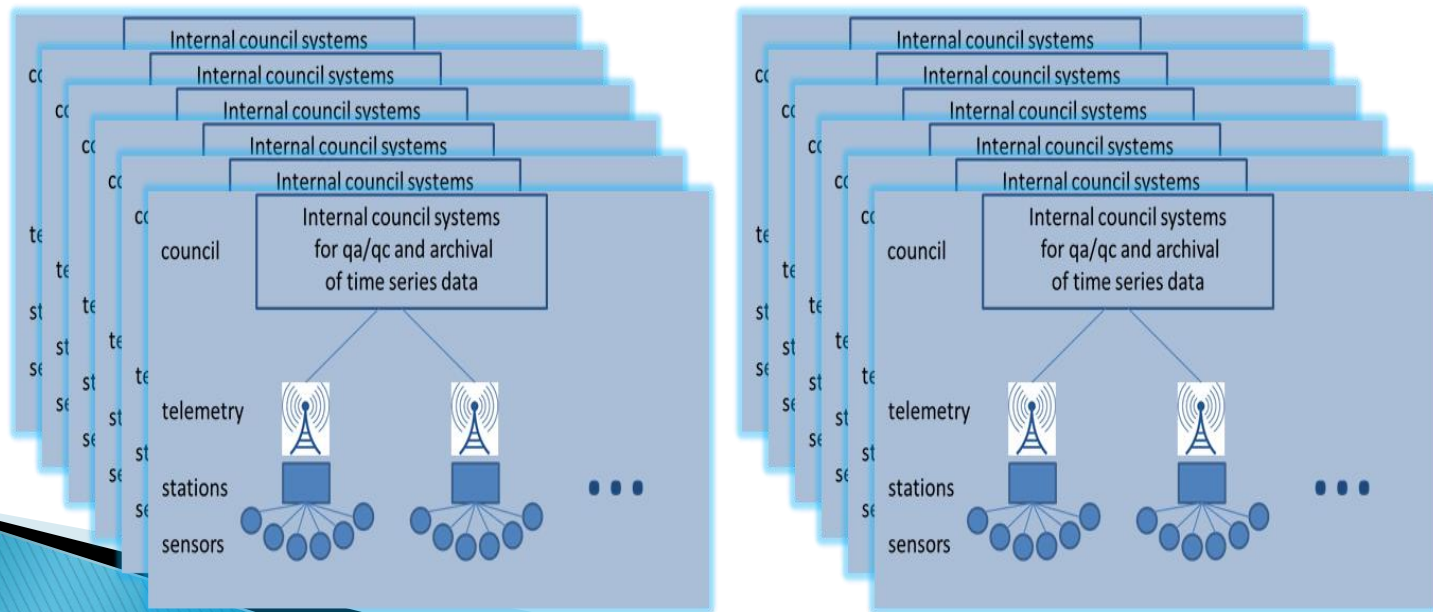 Internal council systems
Internal council systems
Internal council systems
Internal council systems
Internal council systems
Internal council systems
for qa/qc and archival
of time series data
council
telemetry
stations
sensors
Internal council systems
Internal council systems
Internal council systems
Internal council systems
Internal council systems
Internal council systems
for qa/qc and archival
of time series data
council
telemetry
stations
sensors